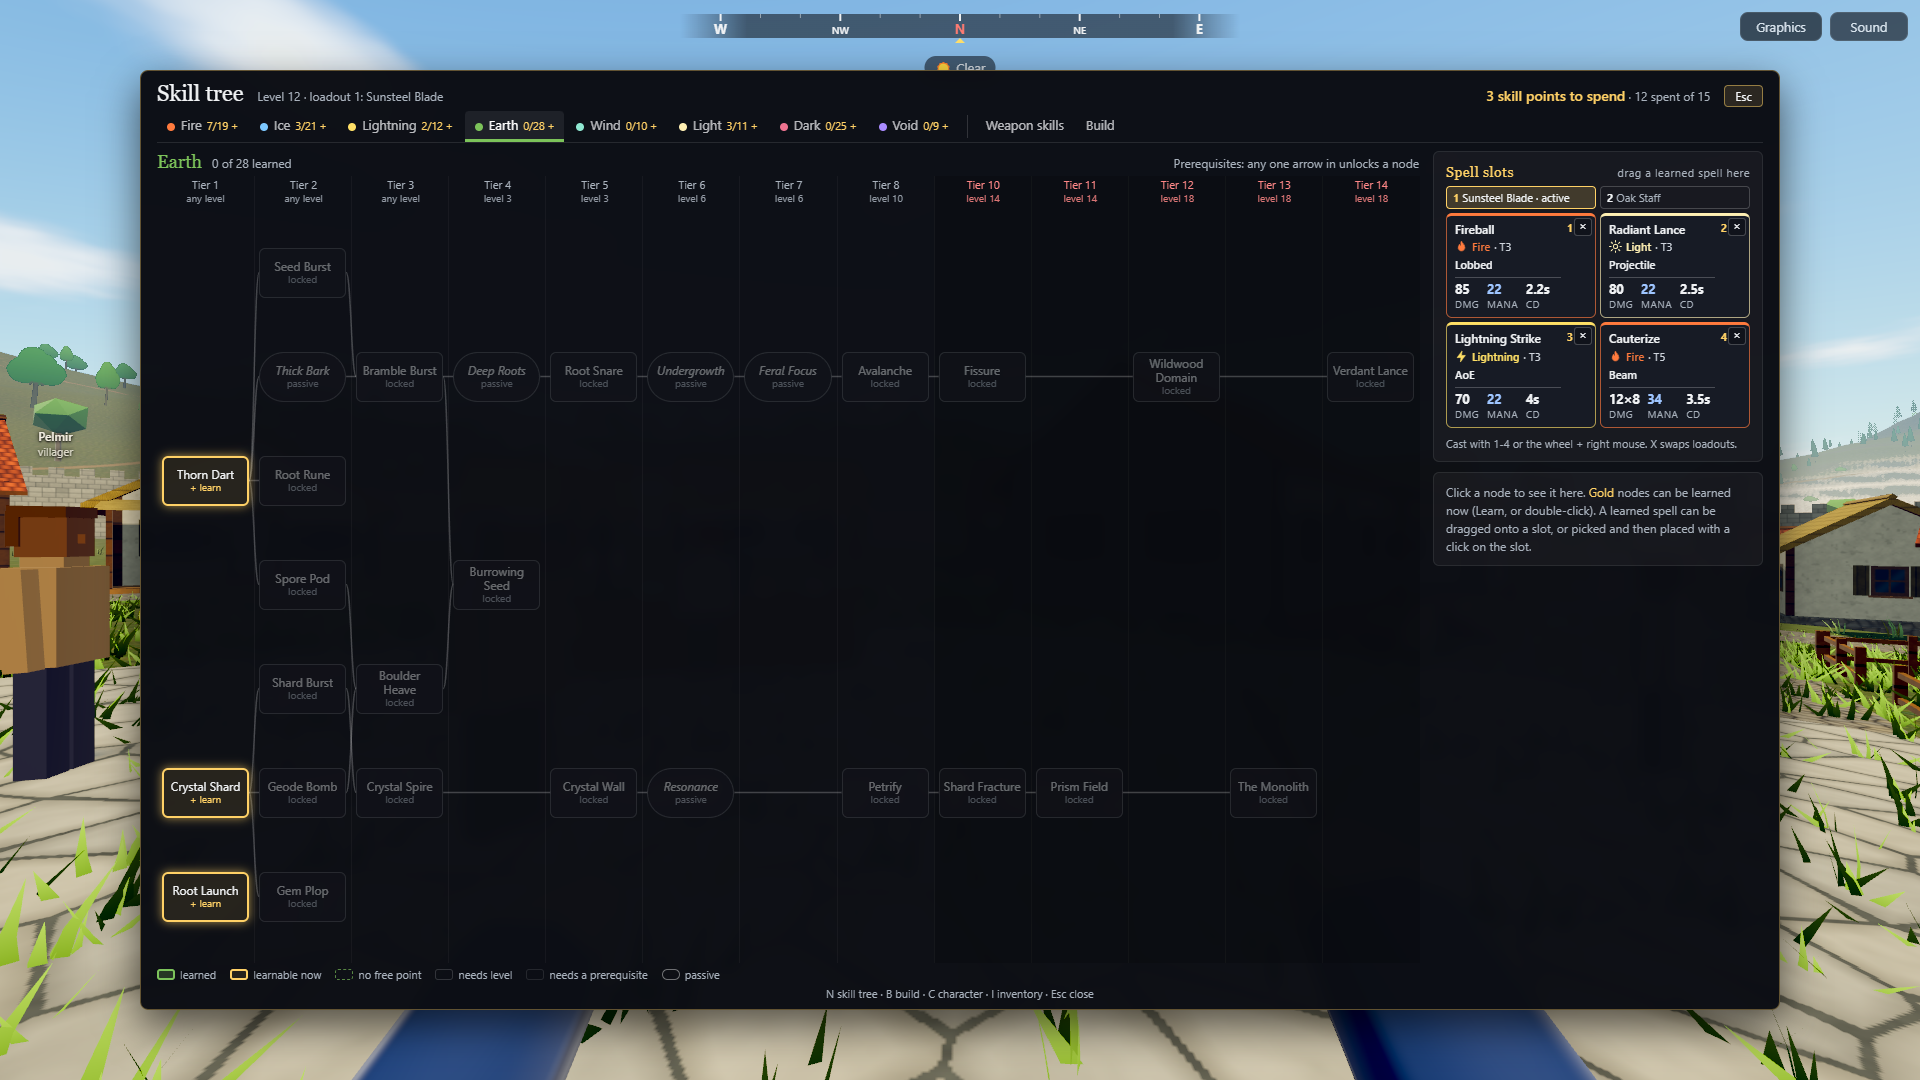 W NW N NE E
Graphics Sound
Clear
Skill tree Level 12 · loadout 1: Sunsteel Blade 3 skill points to spend · 12 spent of 15 Esc
Fire 7/19 + Ice 3/21 + Lightning 2/12 + Earth 0/28 + Wind 0/10 + Light 3/11 + Dark 0/25 + Void 0/9 + Weapon skills Build
Earth 0 of 28 learned Prerequisites: any one arrow in unlocks a node
Tier 1 Tier 2 Tier 3 Tier 4 Tier 5 Tier 6 Tier 7 Tier 8 Tier 10 Tier 11 Tier 12 Tier 13 Tier 14
any level any level any level level 3 level 3 level 6 level 6 level 10 level 14 level 14 level 18 level 18 level 18
Seed Burst
locked
Thick Bark
passive
Bramble Burst
locked
Deep Roots
passive
Root Snare
locked
Undergrowth
passive
Feral Focus
passive
Avalanche
locked
Fissure
locked
Wildwood
Domain
locked
Verdant Lance
locked
Thorn Dart
+ learn
Root Rune
locked
Spore Pod
locked
Burrowing
Seed
locked
Shard Burst
locked
Boulder
Heave
locked
Crystal Shard
+ learn
Geode Bomb
locked
Crystal Spire
locked
Crystal Wall
locked
Resonance
passive
Petrify
locked
Shard Fracture
locked
Prism Field
locked
The Monolith
locked
Root Launch
+ learn
Gem Plop
locked
learned learnable now no free point needs level needs a prerequisite passive
N skill tree · B build · C character · I inventory · Esc close
Spell slots drag a learned spell here
1 Sunsteel Blade · active 2 Oak Staff
Fireball 1 ✕
Fire · T3
Lobbed
85 22 2.2s
DMG MANA CD
Radiant Lance 2 ✕
Light · T3
Projectile
80 22 2.5s
DMG MANA CD
Lightning Strike 3 ✕
Lightning · T3
AoE
70 22 4s
DMG MANA CD
Cauterize 4 ✕
Fire · T5
Beam
12×8 34 3.5s
DMG MANA CD
Cast with 1-4 or the wheel + right mouse. X swaps loadouts.
Click a node to see it here. Gold nodes can be learned
now (Learn, or double-click). A learned spell can be
dragged onto a slot, or picked and then placed with a
click on the slot.
Pelmir
villager